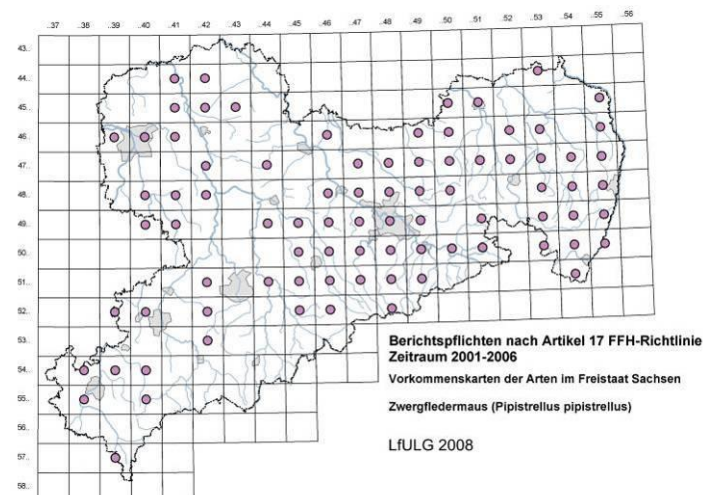 ..37 ..38 ..39 ..40 ..41 ..42 ..43 ..44 ..45 ..46 ..47 ..48 ..49 ..50 ..51 ..52 ..53 ..54 ..55 ..56
43..
44..
45..
46..
47..
48..
49..
50..
51..
52..
53..
54..
55..
56..
57..
58..
Berichtspflichten nach Artikel 17 FFH-Richtlinie
Zeitraum 2001-2006
Vorkommenskarten der Arten im Freistaat Sachsen
Zwergfledermaus (Pipistrellus pipistrellus)
LfULG 2008